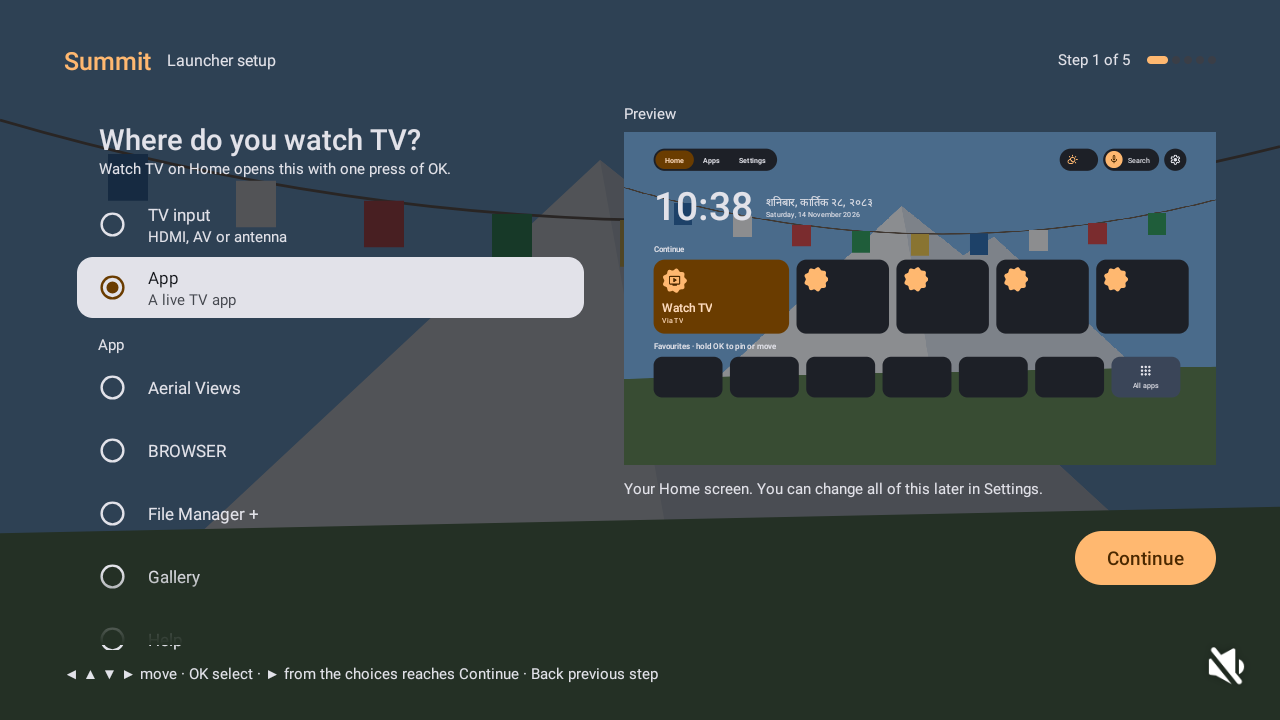 Summit Launcher setup
Step 1 of 5
Where do you watch TV?
Watch TV on Home opens this with one press of OK.
TV input
HDMI, AV or antenna
App
A live TV app
App
Aerial Views
BROWSER
File Manager +
Gallery
Help
Preview
Home Apps Settings
Search
10:38
शनिबार, कार्तिक २८, २०८३
Saturday, 14 November 2026
Continue
Watch TV
Via TV
Favourites · hold OK to pin or move
All apps
Your Home screen. You can change all of this later in Settings.
Continue
◄ ▲ ▼ ► move · OK select · ► from the choices reaches Continue · Back previous step